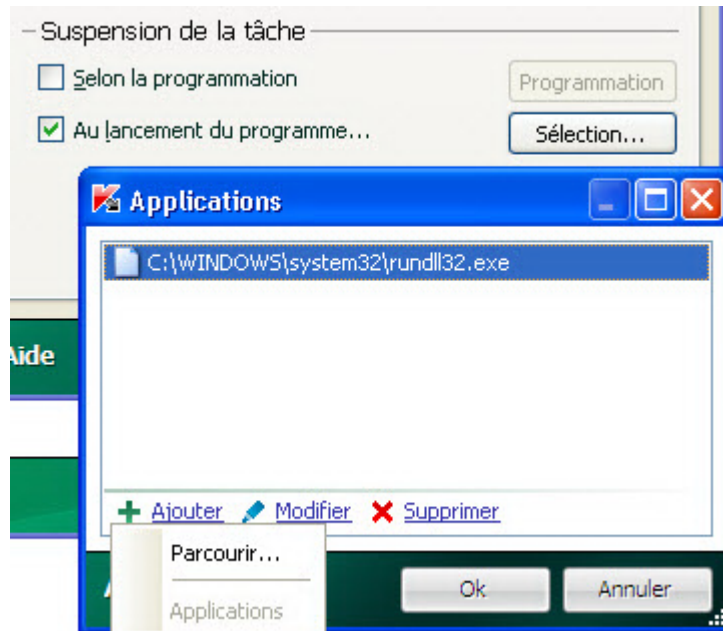 Suspension de la tâche
Selon la programmation
Programmation
Au lancement du programme...
Sélection...
Applications
C:\WINDOWS\system32\rundll32.exe
Aide
Ajouter Modifier Supprimer
Parcourir...
Ok
Annuler
Applications